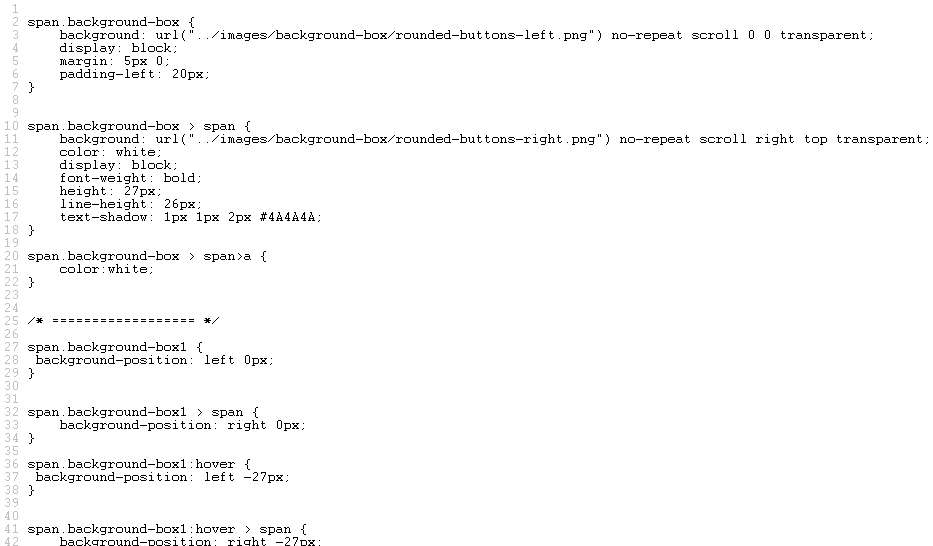 1
2 span.background-box {
3     background: url("../images/background-box/rounded-buttons-left.png") no-repeat scroll 0 0 transparent;
4     display: block;
5     margin: 5px 0;
6     padding-left: 20px;
7 }
8
9
10 span.background-box > span {
11     background: url("../images/background-box/rounded-buttons-right.png") no-repeat scroll right top transparent;
12     color: white;
13     display: block;
14     font-weight: bold;
15     height: 27px;
16     line-height: 26px;
17     text-shadow: 1px 1px 2px #4A4A4A;
18 }
19
20 span.background-box > span>a {
21     color:white;
22 }
23
24
25 /* ================== */
26
27 span.background-box1 {
28  background-position: left 0px;
29 }
30
31
32 span.background-box1 > span {
33     background-position: right 0px;
34 }
35
36 span.background-box1:hover {
37  background-position: left -27px;
38 }
39
40
41 span.background-box1:hover > span {
42     background-position: right -27px;